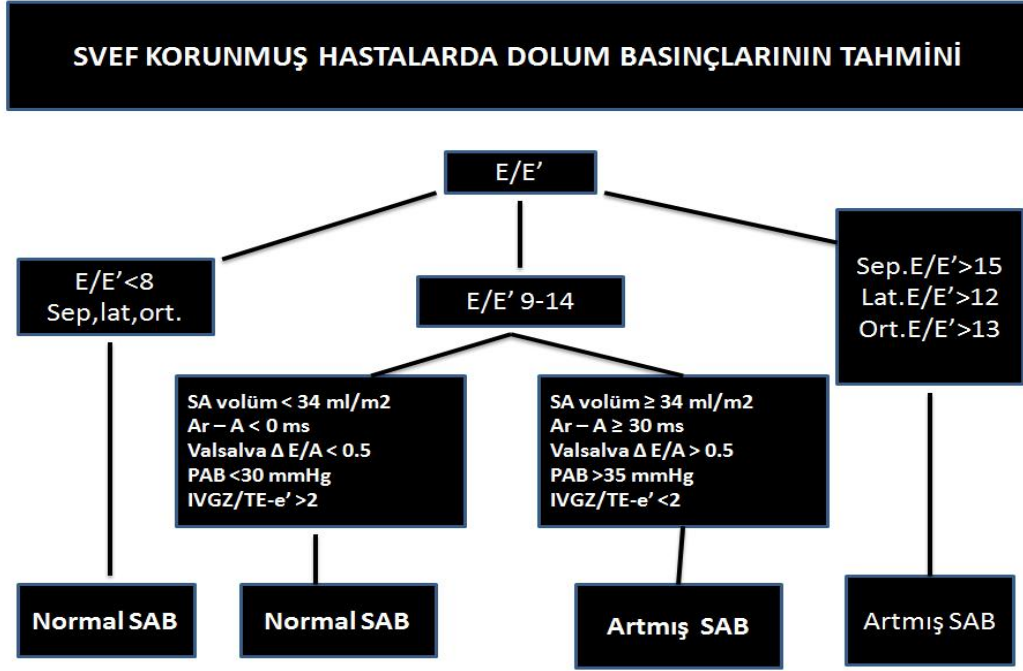 SVEF KORUNMUŞ HASTALARDA DOLUM BASINÇLARININ TAHMİNİ
E/E’
E/E’<8
Sep,lat,ort.
E/E’ 9-14
Sep.E/E’>15
Lat.E/E’>12
Ort.E/E’>13
SA volüm < 34 ml/m2
Ar – A < 0 ms
Valsalva Δ E/A < 0.5
PAB <30 mmHg
IVGZ/TE-e’ >2
SA volüm ≥ 34 ml/m2
Ar – A ≥ 30 ms
Valsalva Δ E/A > 0.5
PAB >35 mmHg
IVGZ/TE-e’ <2
Normal SAB
Normal SAB
Artmış SAB
Artmış SAB